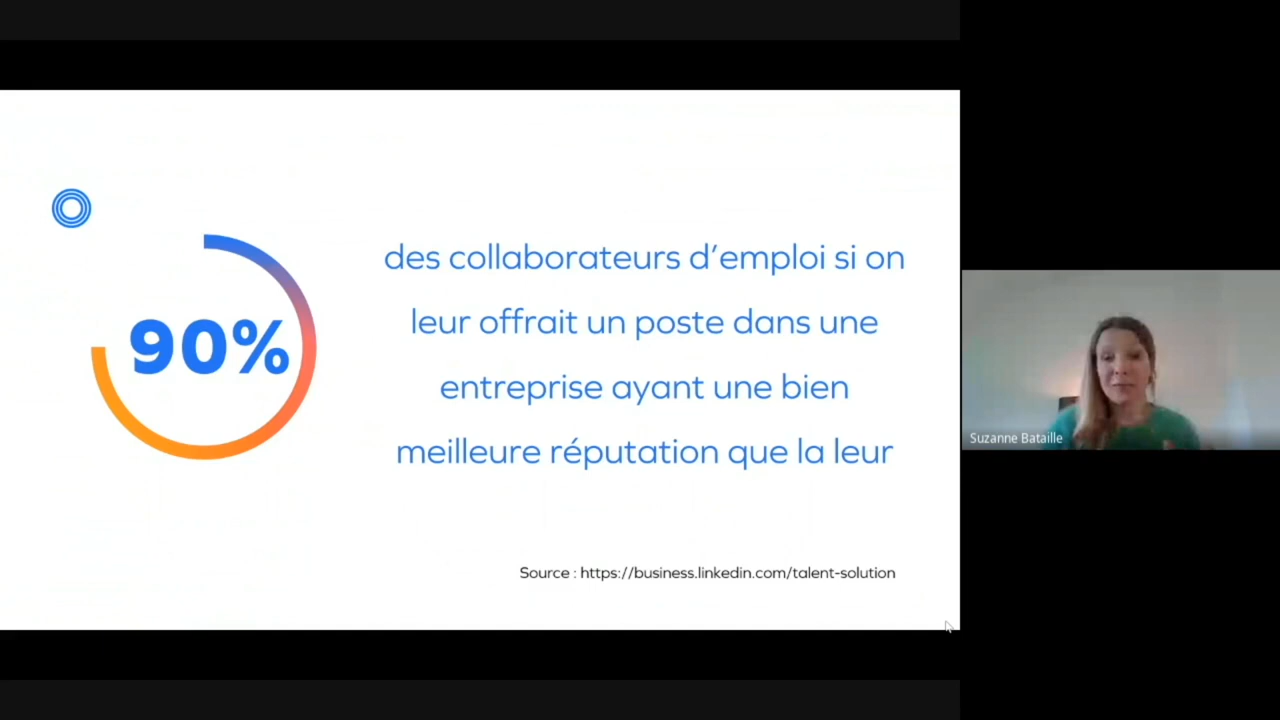 90%
des collaborateurs d’emploi si on
leur offrait un poste dans une
entreprise ayant une bien
meilleure réputation que la leur
Source : https://business.linkedin.com/talent-solution
Suzanne Bataille